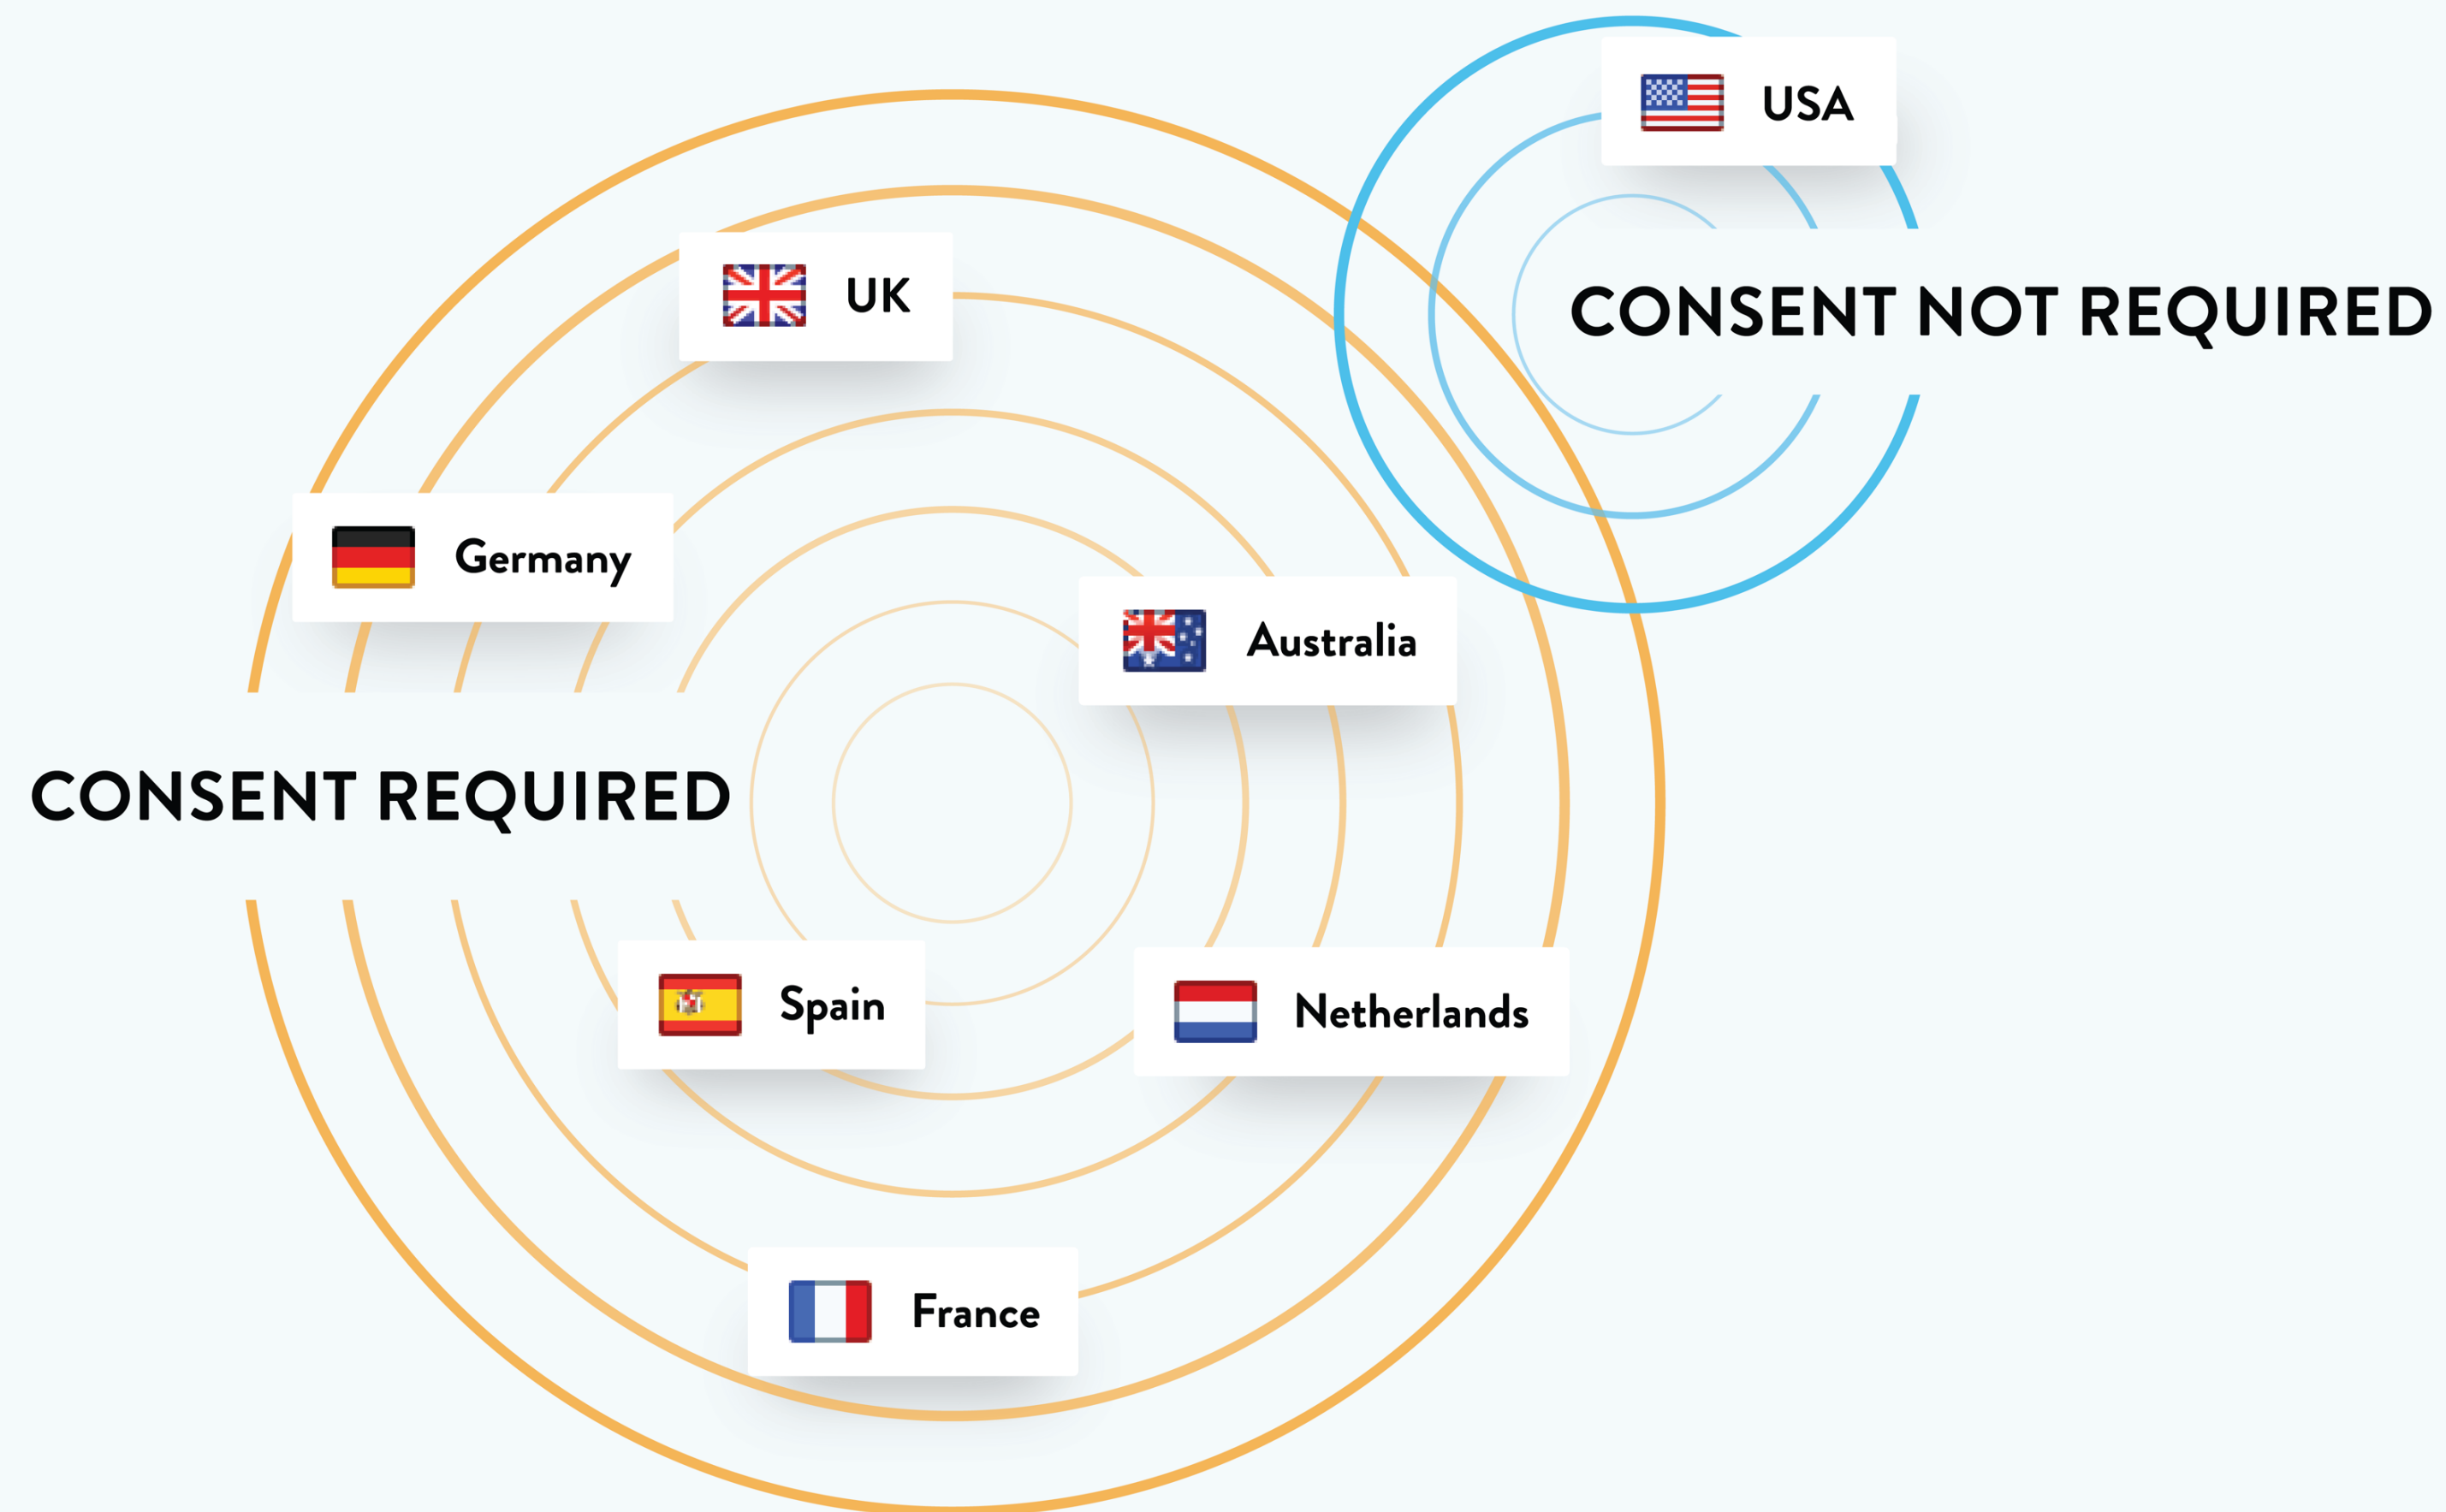 USA
UK
CONSENT NOT REQUIRED
Germany
Australia
CONSENT REQUIRED
Spain
Netherlands
France